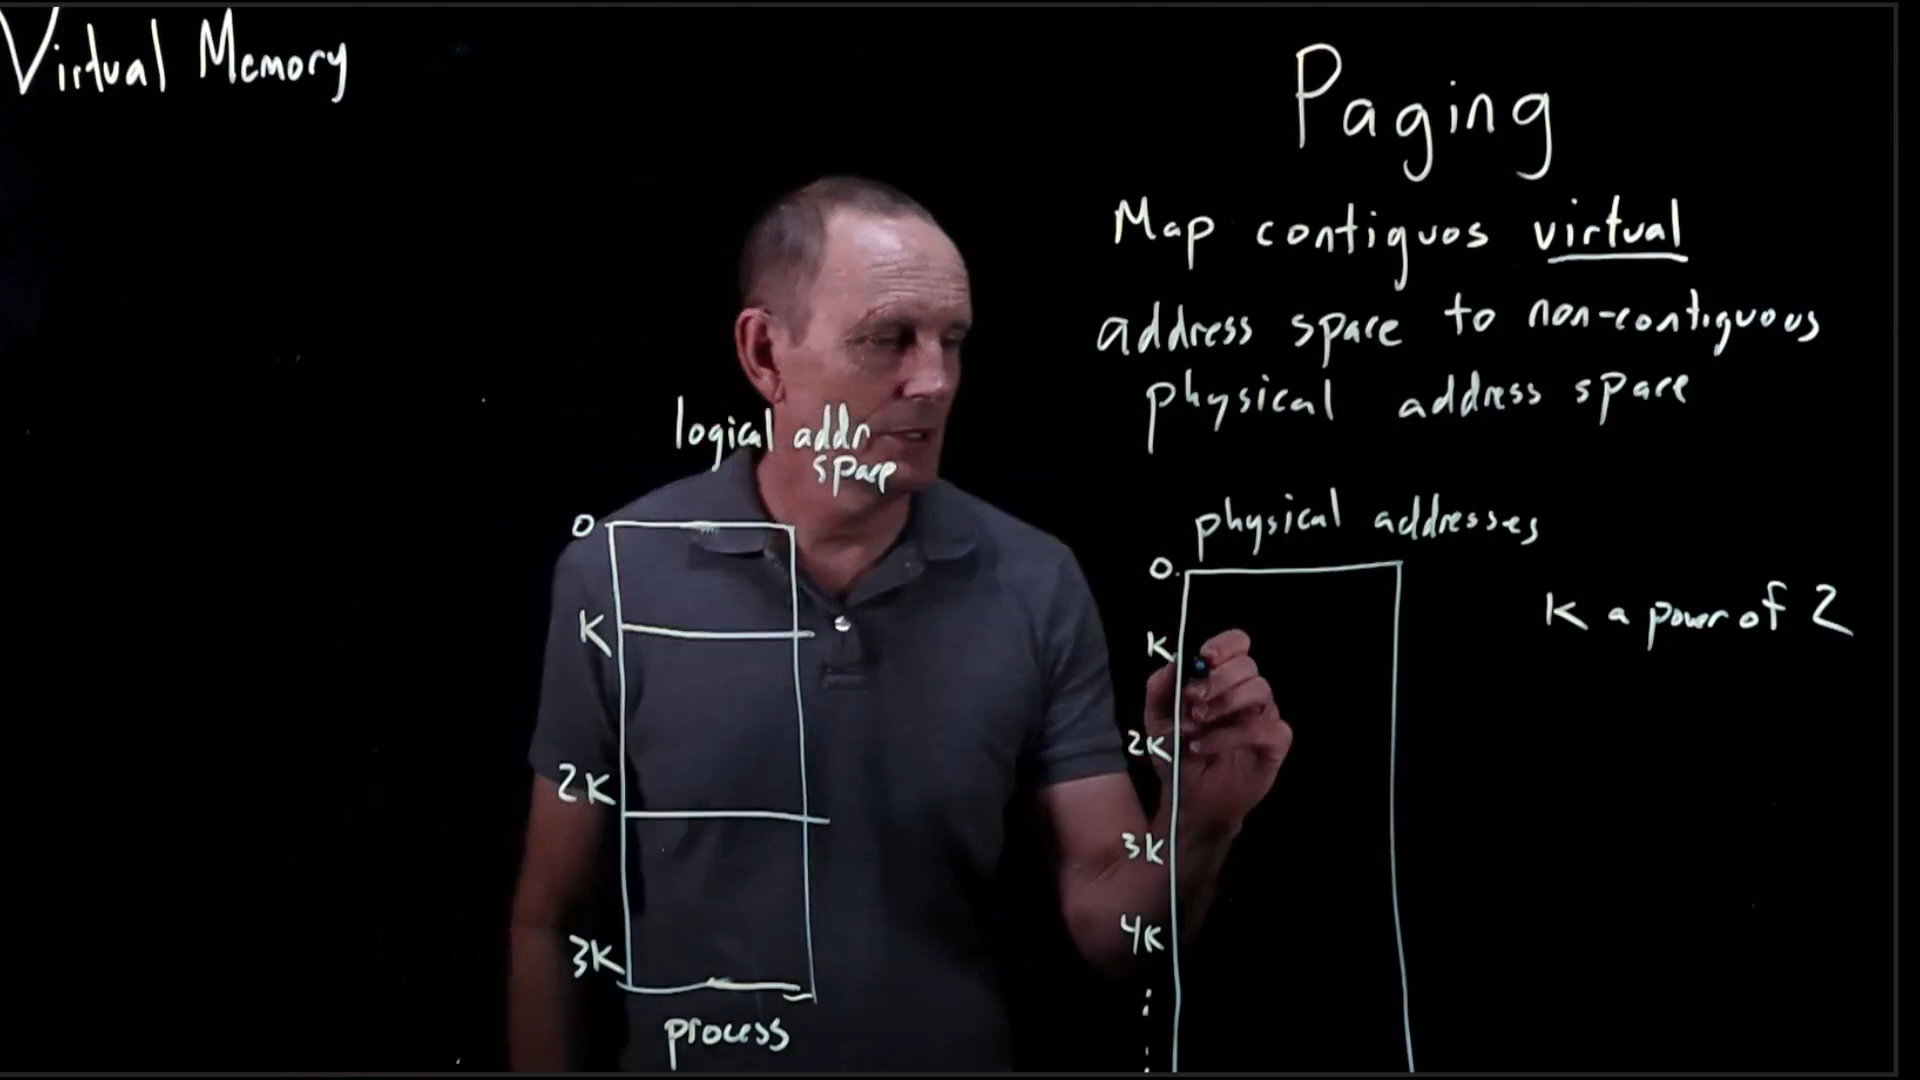 Virtual Memory
Paging
Map contiguos virtual
address space to non-contiguous
physical address space
logical addr
space
0
K
2K
3K
process
physical addresses
0
K
2K
3K
4K
K a power of 2